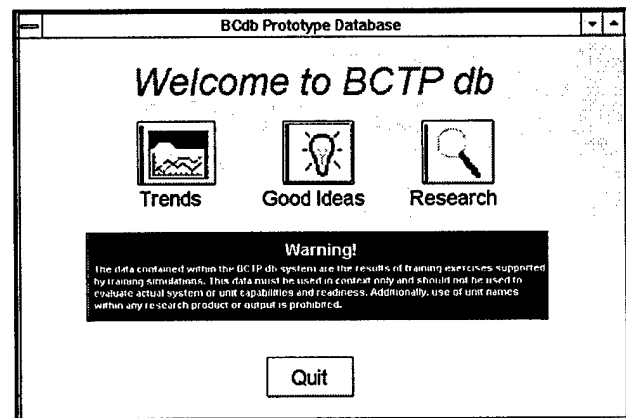 BCdb Prototype Database
Welcome to BCTP db
Trends Good Ideas Research
Warning!
The data contained within the BCTP db system are the results of training exercises supported
by training simulations. This data must be used in context only and should not be used to
evaluate actual system or unit capabilities and readiness. Additionally, use of unit names
within any research product or output is prohibited.
Quit